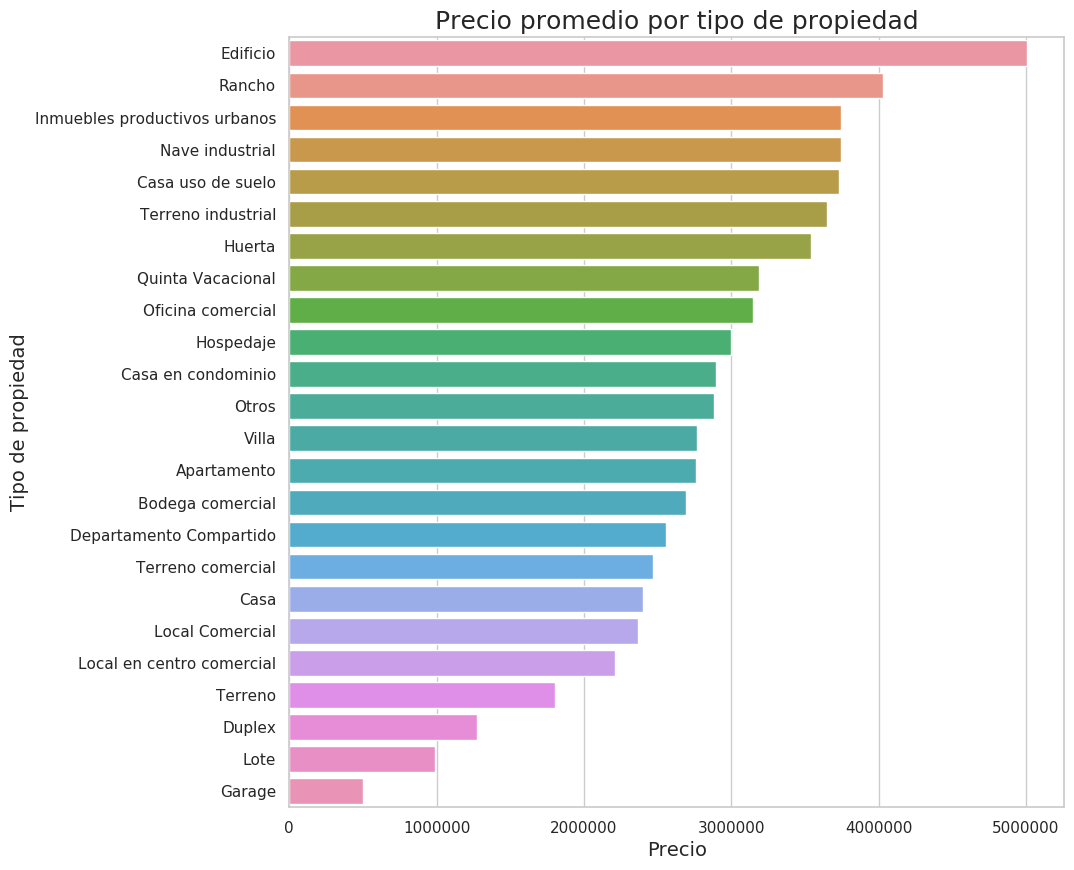 Precio promedio por tipo de propiedad
Tipo de propiedad
Edificio
Rancho
Inmuebles productivos urbanos
Nave industrial
Casa uso de suelo
Terreno industrial
Huerta
Quinta Vacacional
Oficina comercial
Hospedaje
Casa en condominio
Otros
Villa
Apartamento
Bodega comercial
Departamento Compartido
Terreno comercial
Casa
Local Comercial
Local en centro comercial
Terreno
Duplex
Lote
Garage
0 1000000 2000000 3000000 4000000 5000000
Precio